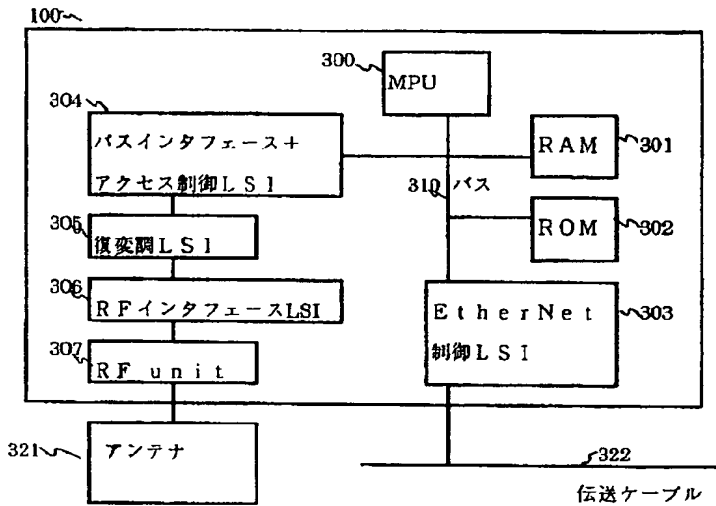 100
300
MPU
304
バスインタフェース+
アクセス制御LSI
RAM
301
310
バス
305
復変調LSI
ROM
302
306
RFインタフェースLSI
EtherNet
制御LSI
303
307
RF unit
321
アンテナ
322
伝送ケーブル